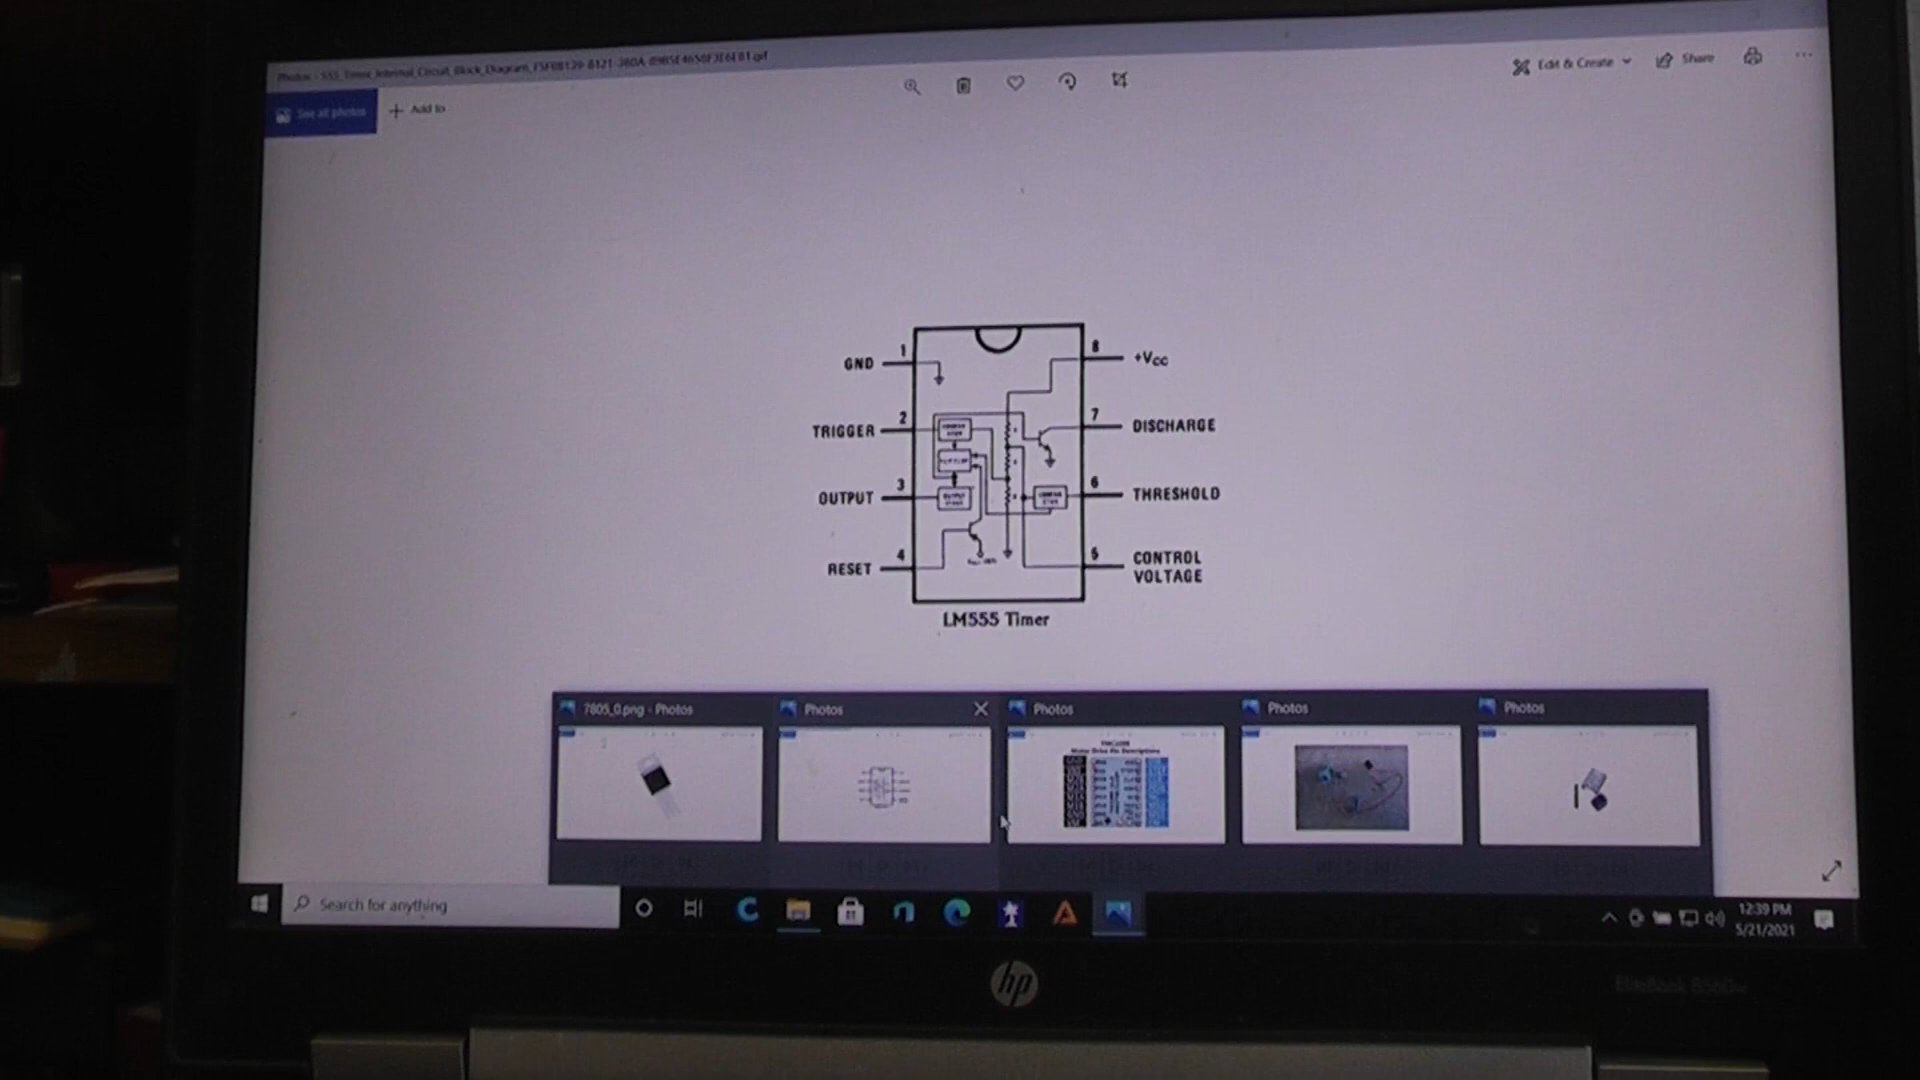 See all photos
Add to
Edit & Create
Share
GND 1
8 +Vcc
TRIGGER 2
7 DISCHARGE
OUTPUT 3
6 THRESHOLD
RESET 4
5 CONTROL
VOLTAGE
LM555 Timer
7805_0.png - Photos
Photos
Photos
Photos
Photos
Search for anything
12:39 PM
5/21/2021
hp
EliteBook